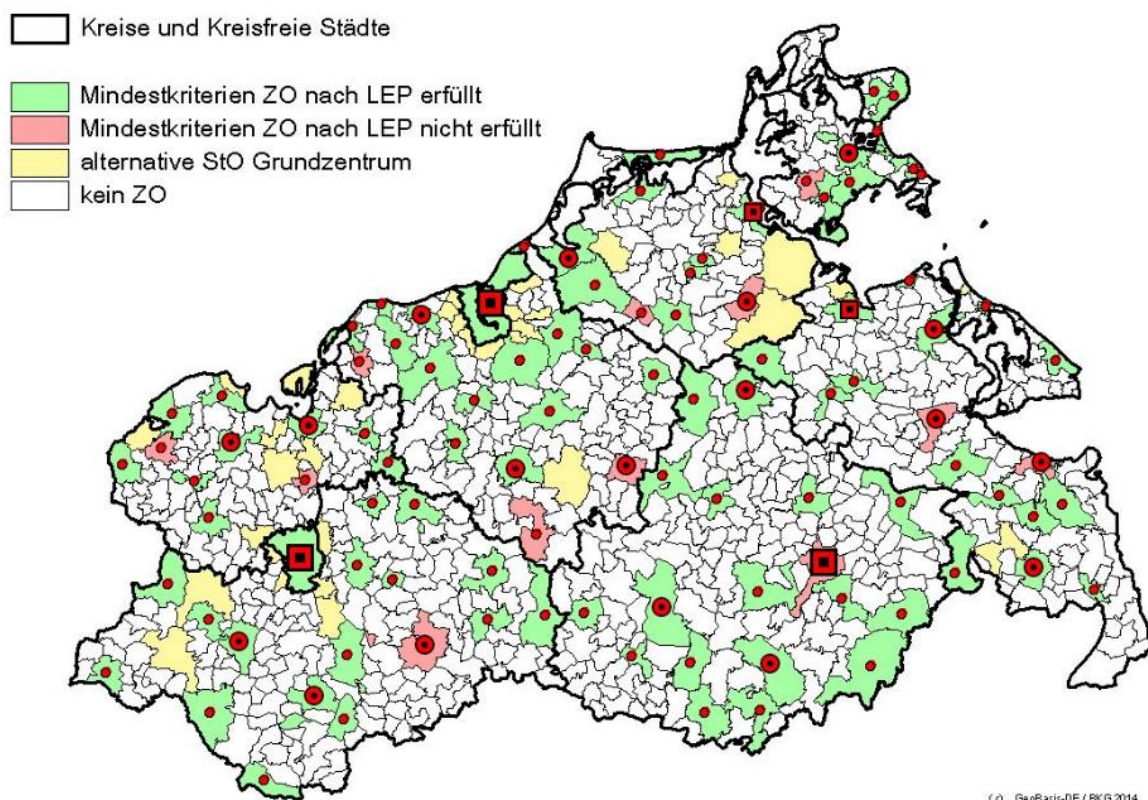 Kreise und Kreisfreie Städte
Mindestkriterien ZO nach LEP erfüllt
Mindestkriterien ZO nach LEP nicht erfüllt
alternative StO Grundzentrum
kein ZO
GeoBasis-DE / BKG 2014